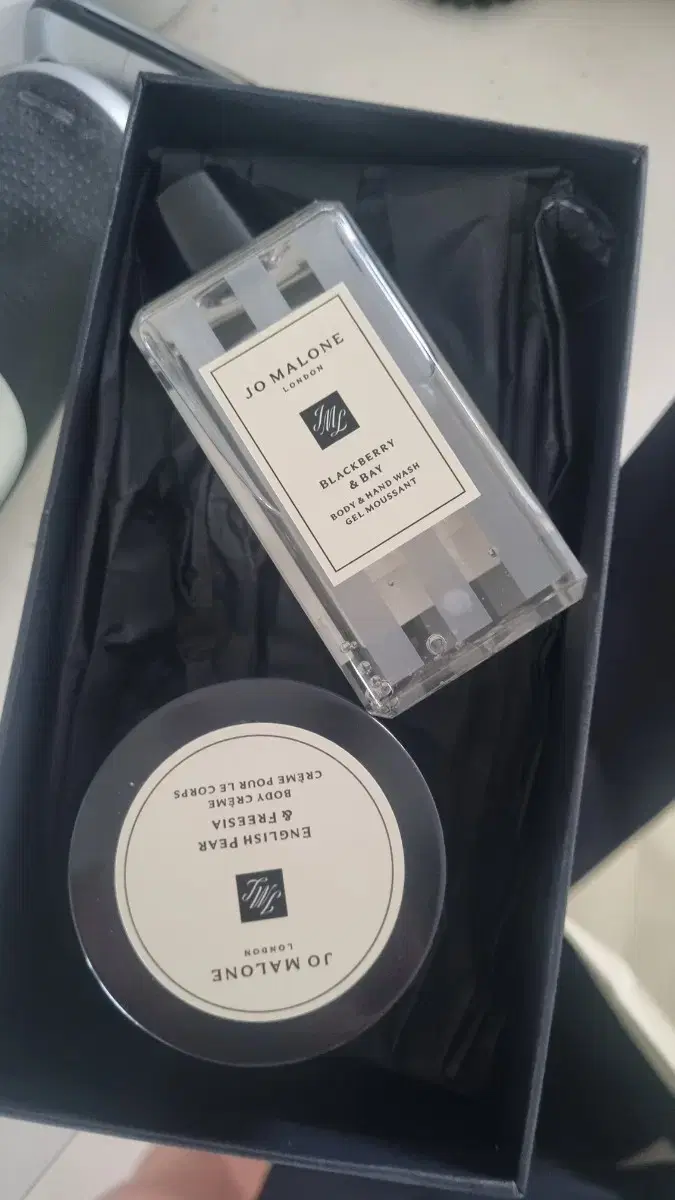 JO MALONE
LONDON
JML
BLACKBERRY
& BAY
BODY & HAND WASH
GEL MOUSSANT
JO MALONE
LONDON
JML
ENGLISH PEAR
& FREESIA
BODY CRÈME
CRÈME POUR LE CORPS